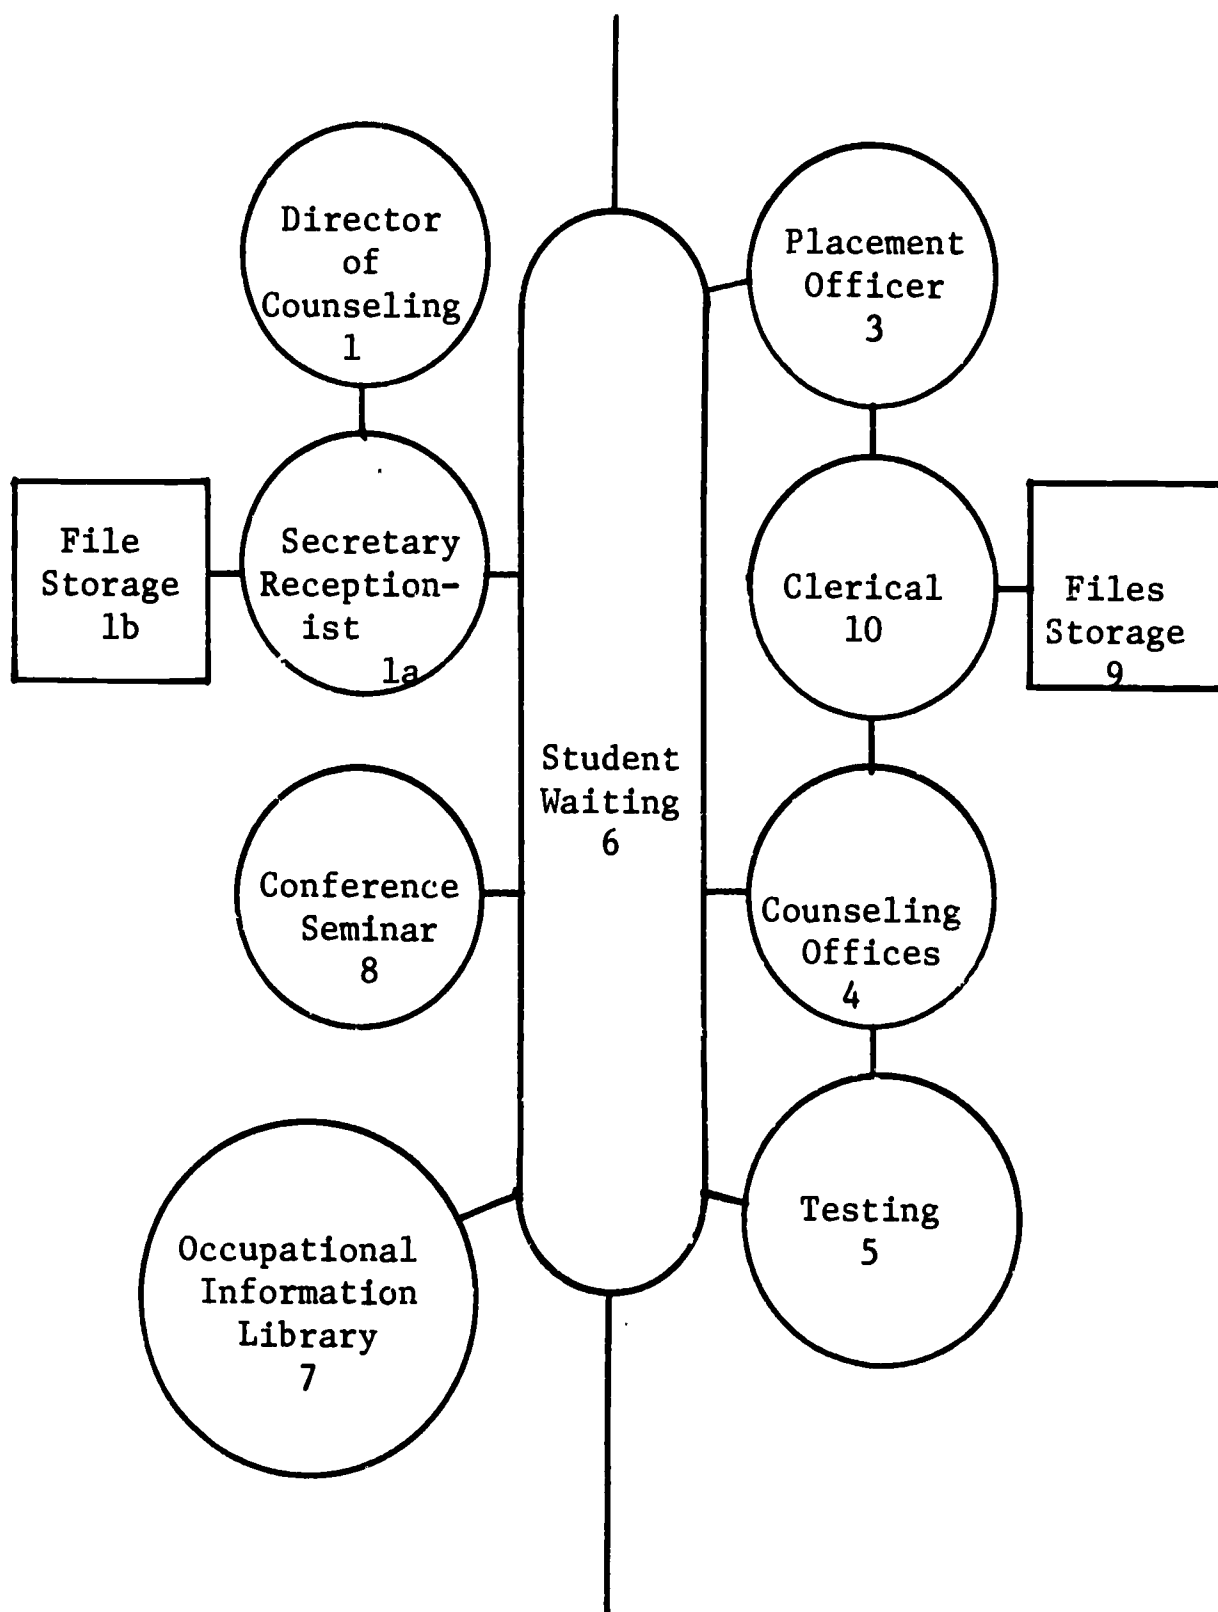 Director
of
Counseling
1
Placement
Officer
3
File
Storage
1b
Secretary
Reception-
ist
1a
Clerical
10
Files
Storage
9
Student
Waiting
6
Conference
Seminar
8
Counseling
Offices
4
Occupational
Information
Library
7
Testing
5